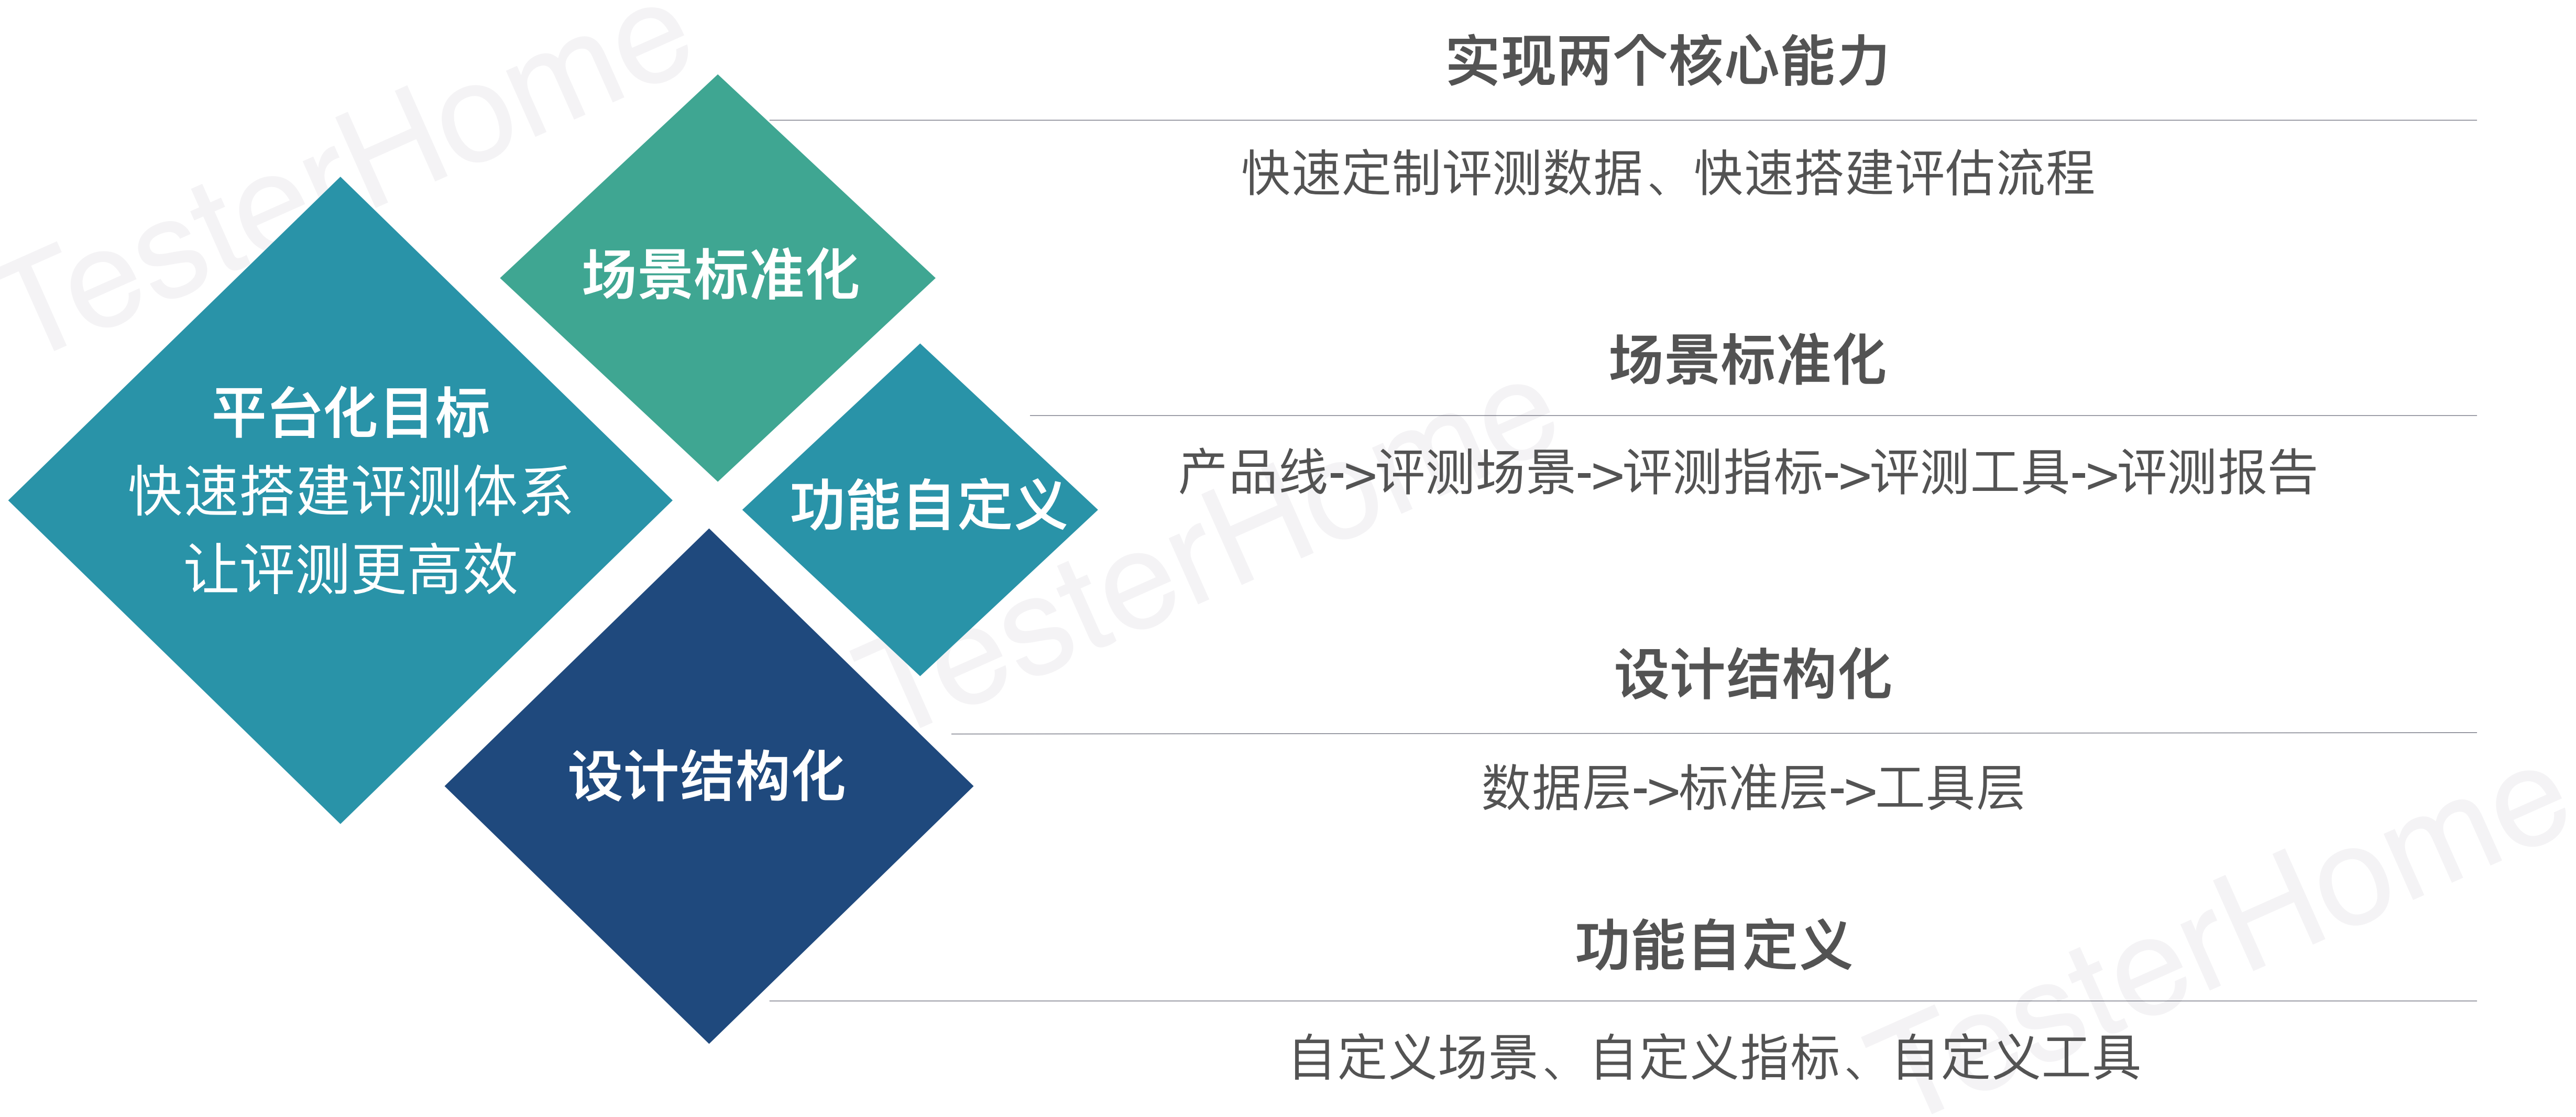 TesterHome
平台化目标
快速搭建评测体系
让评测更高效
场景标准化
功能自定义
设计结构化
实现两个核心能力
快速定制评测数据、快速搭建评估流程
场景标准化
产品线->评测场景->评测指标->评测工具->评测报告
TesterHome
设计结构化
数据层->标准层->工具层
功能自定义
自定义场景、自定义指标、自定义工具
TesterHome